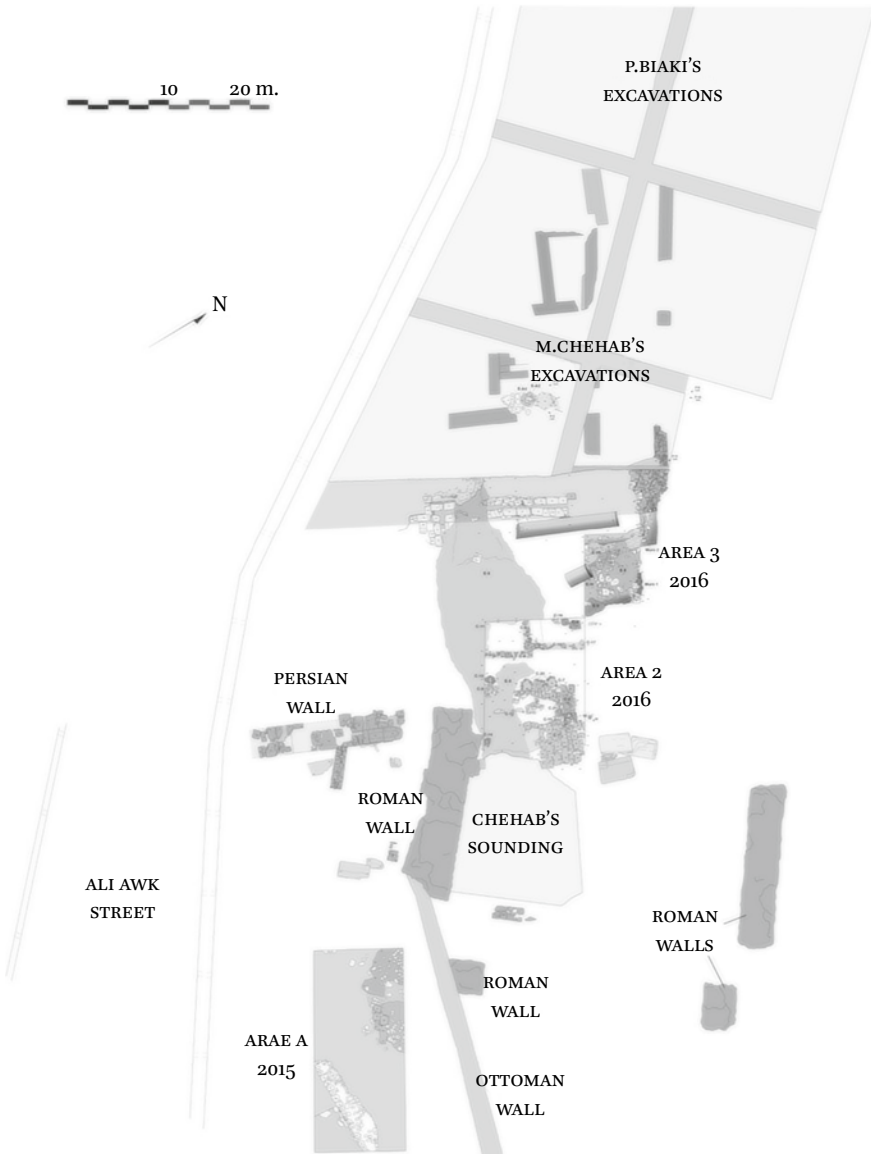 P.BIAKI'S
EXCAVATIONS
10 20 m.
N
M.CHEHAB'S
EXCAVATIONS
AREA 3
2016
AREA 2
2016
PERSIAN
WALL
ROMAN
WALL
CHEHAB'S
SOUNDING
ALI AWK
STREET
ROMAN
WALLS
ROMAN
WALL
ARAE A
2015
OTTOMAN
WALL